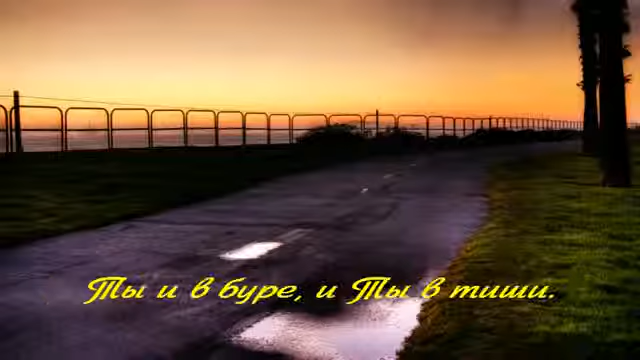 Ты и в буре, и Ты в тиши.